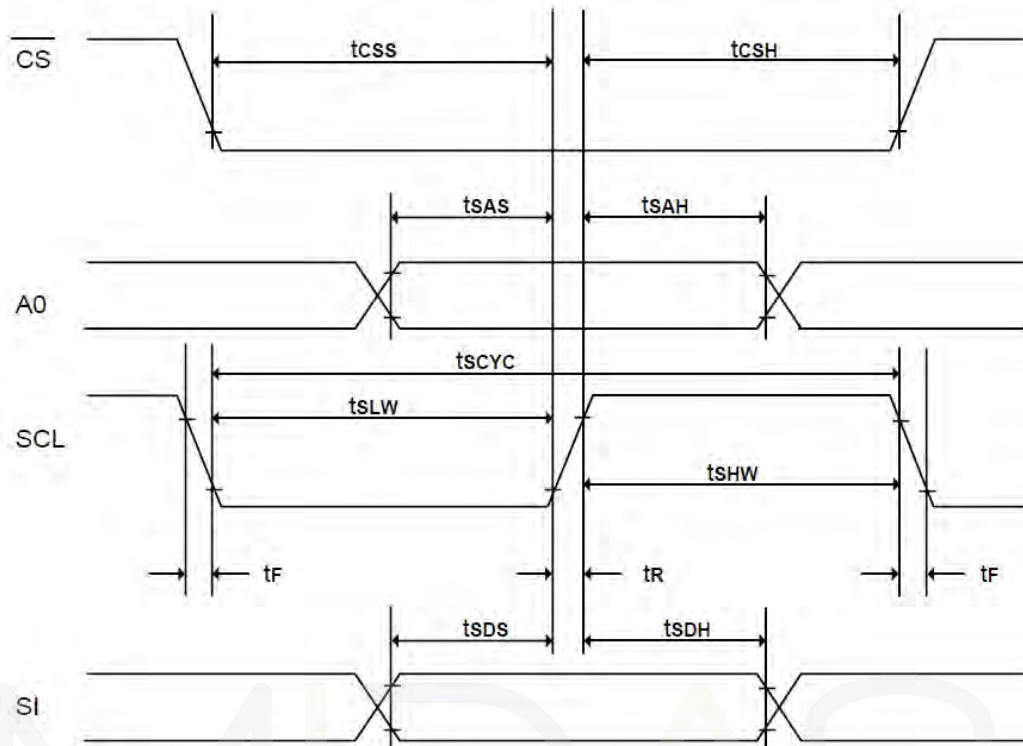 CS
tCSS
tCSH
tSAS
tSAH
A0
tSCYC
tSLW
SCL
tSHW
tF
tR
tF
tSDS
tSDH
SI